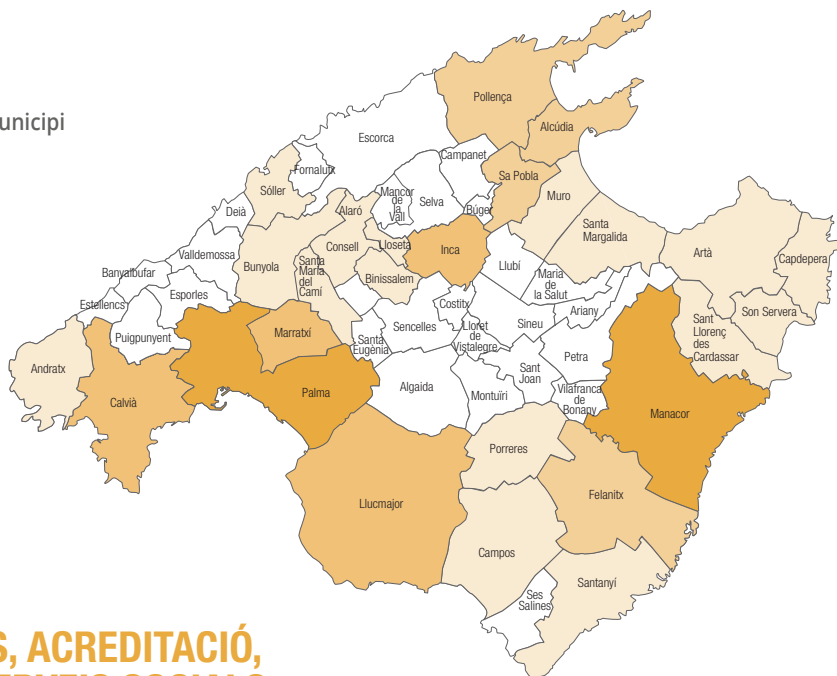 unicipi
Pollença
Alcúdia
Escorca
Campanet
Sa Pobla
Fornalutx
Sóller
Mancor
de
la
Vall
Selva
Búger
Muro
Deià
Alaró
Santa
Margalida
Consell
Lloseta
Inca
Artà
Valldemossa
Capdepera
Bunyola
Santa
Maria
del
Camí
Binissalem
Llubí
Maria
de
la Salut
Banyalbufar
Esporles
Estellencs
Costitx
Ariany
Sant
Llorenç
des
Cardassar
Son Servera
Puigpunyent
Marratxí
Santa
Eugènia
Sencelles
Lloret
de
Vistalegre
Sineu
Petra
Andratx
Sant
Joan
Calvià
Palma
Algaida
Montuïri
Vilafranca
de
Bonany
Manacor
Porreres
Llucmajor
Felanitx
Campos
Santanyí
Ses
Salines
S, ACREDITACIÓ,